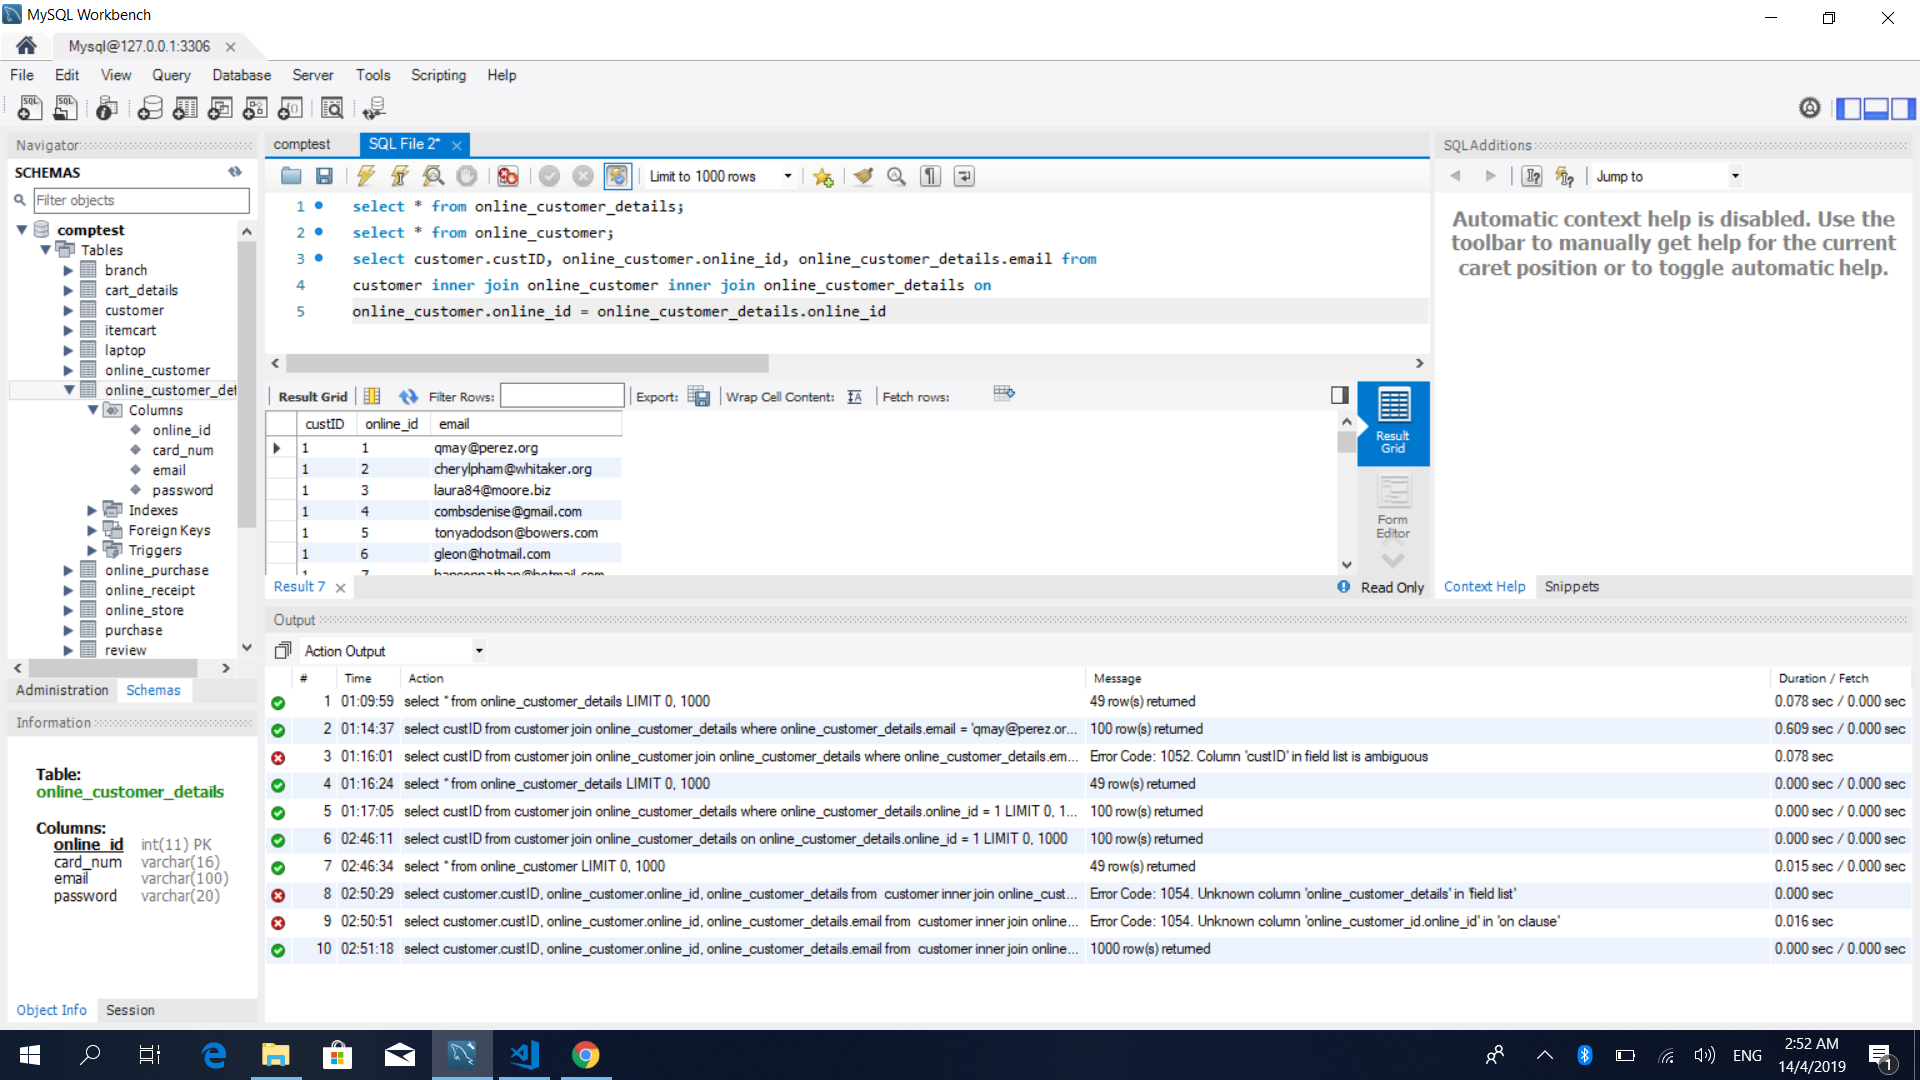 MySQL Workbench
Mysql@127.0.0.1:3306
File Edit View Query Database Server Tools Scripting Help
Navigator
SCHEMAS
Filter objects
comptest
Tables
branch
cart_details
customer
itemcart
laptop
online_customer
online_customer_det
Columns
online_id
card_num
email
password
Indexes
Foreign Keys
Triggers
online_purchase
online_receipt
online_store
purchase
review
Administration Schemas
Information
Table:
online_customer_details
Columns:
online_id int(11) PK
card_num varchar(16)
email varchar(100)
password varchar(20)
Object Info Session
comptest SQL File 2*
Limit to 1000 rows
1 select * from online_customer_details;
2 select * from online_customer;
3 select customer.custID, online_customer.online_id, online_customer_details.email from
4 customer inner join online_customer inner join online_customer_details on
5 online_customer.online_id = online_customer_details.online_id
Result Grid Filter Rows: Export: Wrap Cell Content: Fetch rows:
custID online_id email
1 1 qmay@perez.org
1 2 cherylpham@whitaker.org
1 3 laura84@moore.biz
1 4 combsdenise@gmail.com
1 5 tonyadodson@bowers.com
1 6 gleon@hotmail.com
Result Grid
Form Editor
Result 7
Read Only
SQLAdditions
Jump to
Automatic context help is disabled. Use the
toolbar to manually get help for the current
caret position or to toggle automatic help.
Context Help Snippets
Output
Action Output
# Time Action Message Duration / Fetch
1 01:09:59 select * from online_customer_details LIMIT 0, 1000 49 row(s) returned 0.078 sec / 0.000 sec
2 01:14:37 select custID from customer join online_customer_details where online_customer_details.email = 'qmay@perez.or... 100 row(s) returned 0.609 sec / 0.000 sec
3 01:16:01 select custID from customer join online_customer join online_customer_details where online_customer_details.em... Error Code: 1052. Column 'custID' in field list is ambiguous 0.078 sec
4 01:16:24 select * from online_customer_details LIMIT 0, 1000 49 row(s) returned 0.000 sec / 0.000 sec
5 01:17:05 select custID from customer join online_customer_details where online_customer_details.online_id = 1 LIMIT 0, 1... 100 row(s) returned 0.000 sec / 0.000 sec
6 02:46:11 select custID from customer join online_customer_details on online_customer_details.online_id = 1 LIMIT 0, 1000 100 row(s) returned 0.000 sec / 0.000 sec
7 02:46:34 select * from online_customer LIMIT 0, 1000 49 row(s) returned 0.015 sec / 0.000 sec
8 02:50:29 select customer.custID, online_customer.online_id, online_customer_details from customer inner join online_cust... Error Code: 1054. Unknown column 'online_customer_details' in 'field list' 0.000 sec
9 02:50:51 select customer.custID, online_customer.online_id, online_customer_details.email from customer inner join online... Error Code: 1054. Unknown column 'online_customer_id.online_id' in 'on clause' 0.016 sec
10 02:51:18 select customer.custID, online_customer.online_id, online_customer_details.email from customer inner join online... 1000 row(s) returned 0.000 sec / 0.000 sec
ENG
2:52 AM
14/4/2019
1